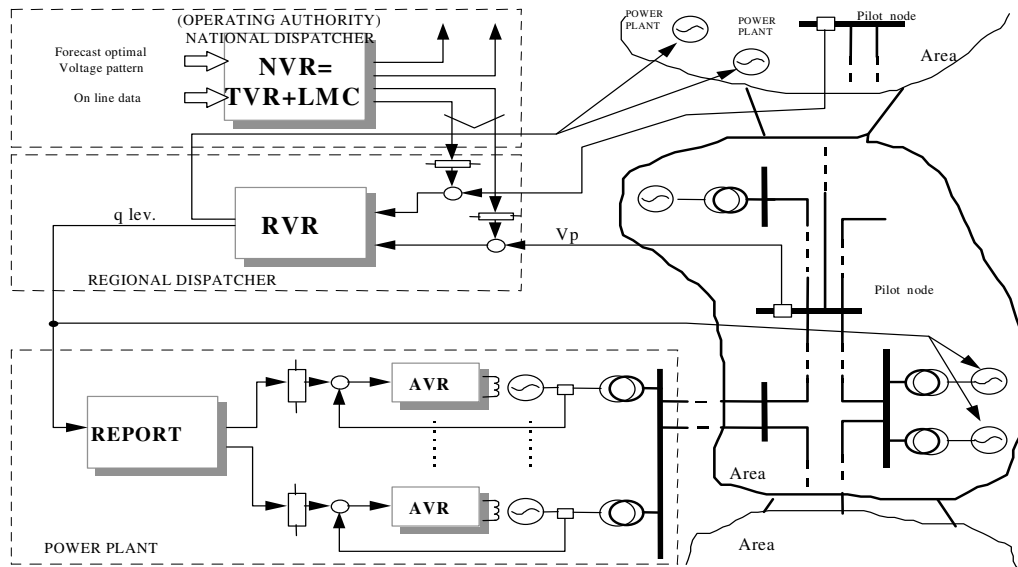 (OPERATING AUTHORITY)
NATIONAL DISPATCHER
Forecast optimal
Voltage pattern
On line data
NVR=
TVR+LMC
POWER
PLANT
POWER
PLANT
Pilot node
Area
RVR
q lev.
Vp
REGIONAL DISPATCHER
Pilot node
REPORT
AVR
AVR
POWER PLANT
Area
Area